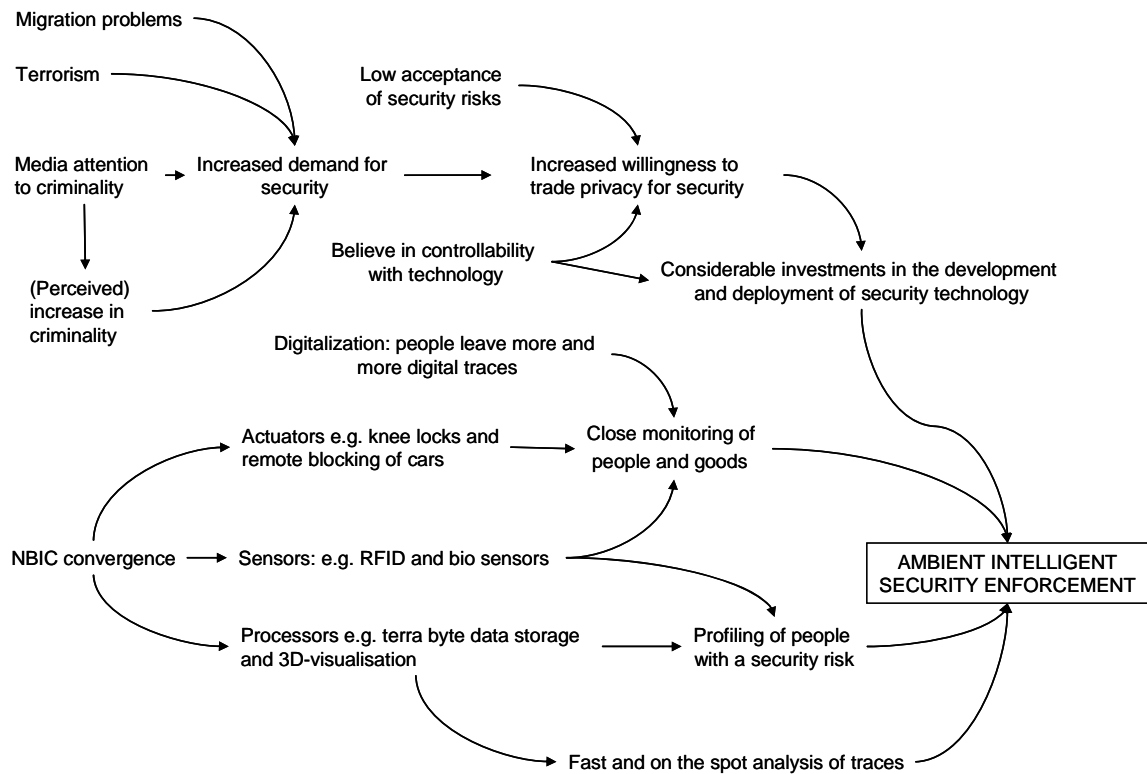 Migration problems
Terrorism
Low acceptance
of security risks
Media attention
to criminality
Increased demand for
security
Increased willingness to
trade privacy for security
Believe in controllability
with technology
Considerable investments in the development
and deployment of security technology
(Perceived)
increase in
criminality
Digitalization: people leave more and
more digital traces
Actuators e.g. knee locks and
remote blocking of cars
Close monitoring of
people and goods
NBIC convergence
Sensors: e.g. RFID and bio sensors
AMBIENT INTELLIGENT
SECURITY ENFORCEMENT
Processors e.g. terra byte data storage
and 3D-visualisation
Profiling of people
with a security risk
Fast and on the spot analysis of traces